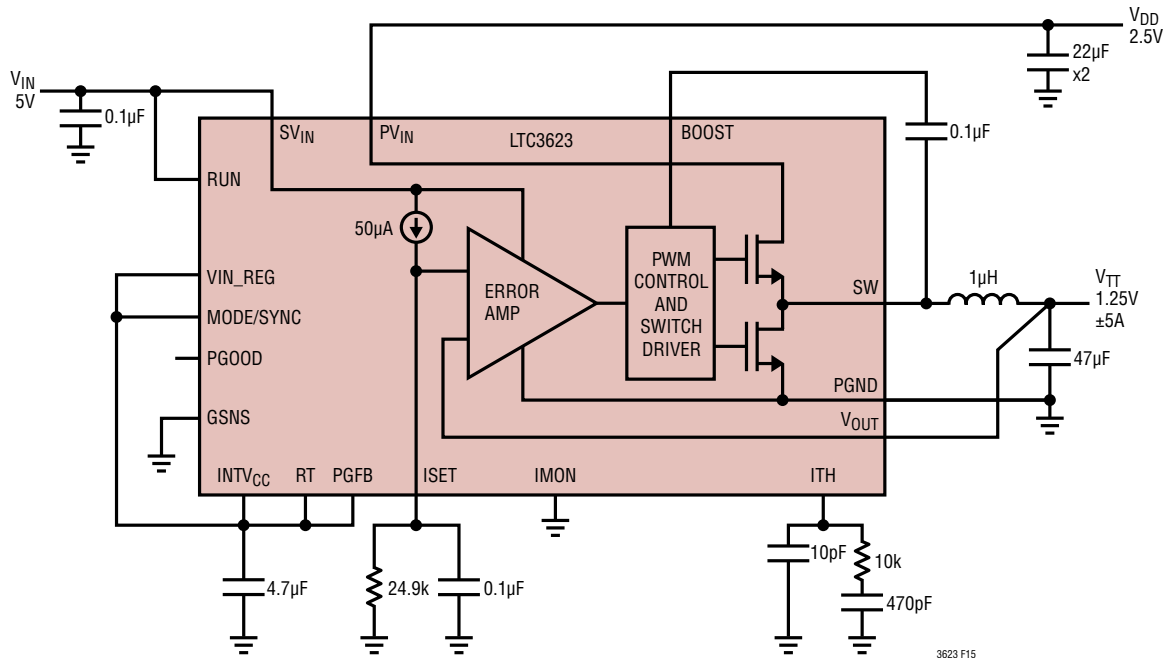 VDD
2.5V
22µF
x2
VIN
5V
0.1µF
SVIN
PVIN
LTC3623
BOOST
0.1µF
RUN
50µA
VIN_REG
MODE/SYNC
PGOOD
GSNS
ERROR
AMP
PWM
CONTROL
AND
SWITCH
DRIVER
SW
1µH
VTT
1.25V
±5A
47µF
PGND
VOUT
INTVCC
RT
PGFB
ISET
IMON
ITH
4.7µF
24.9k
0.1µF
10pF
10k
470pF
3623 F15